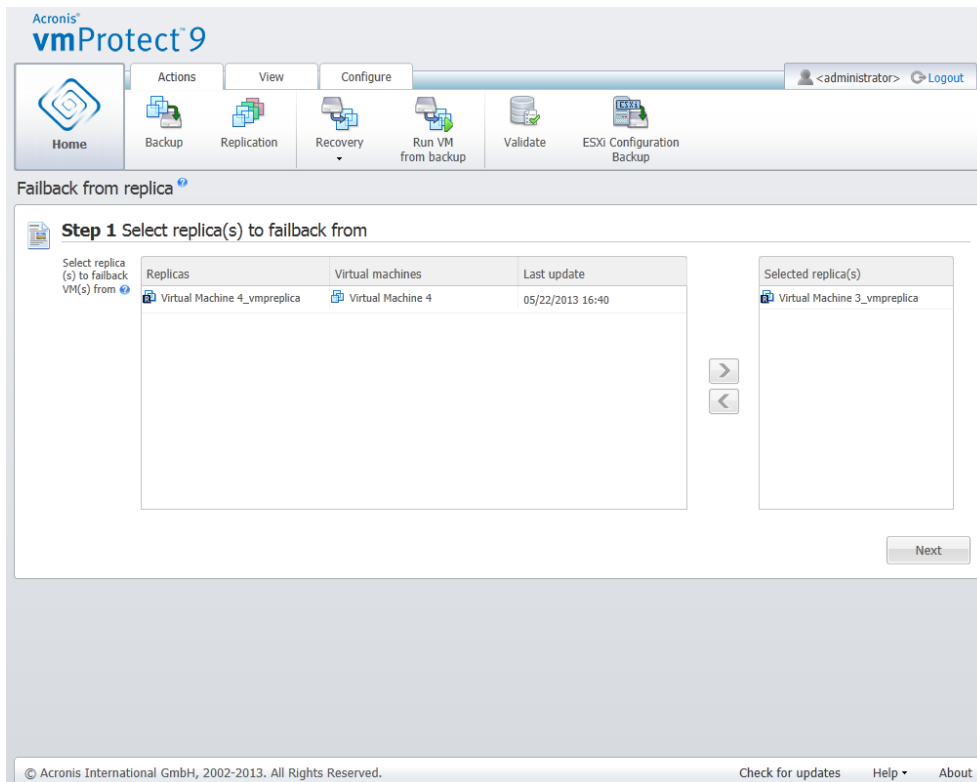 Acronis®
vmProtect™9
Actions
View
Configure
<administrator>
Logout
Home
Backup
Replication
Recovery
Run VM
from backup
Validate
ESXi
ESXi Configuration
Backup
Failback from replica ?
Step 1 Select replica(s) to failback from
Select replica
(s) to failback
VM(s) from ?
Replicas
Virtual machines
Last update
R Virtual Machine 4_vmpreplica
Virtual Machine 4
05/22/2013 16:40
Selected replica(s)
R Virtual Machine 3_vmpreplica
>
<
Next
© Acronis International GmbH, 2002-2013. All Rights Reserved.
Check for updates
Help
About